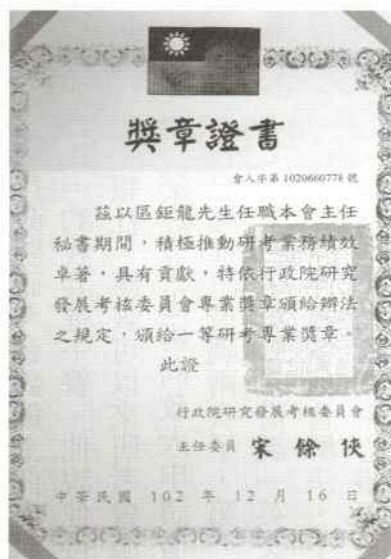 獎章證書
會人字第 1020660778 號
茲以區鉅龍先生任職本會主任
秘書期間,積極推動研考業務績效
卓著,具有貢獻,特依行政院研究
發展考核委員會專業獎章頒給辦法
之規定,頒給一等研考專業獎章。
此證
行政院研究發展考核委員會
主任委員 宋餘俠
中華民國 102 年 12 月 16 日